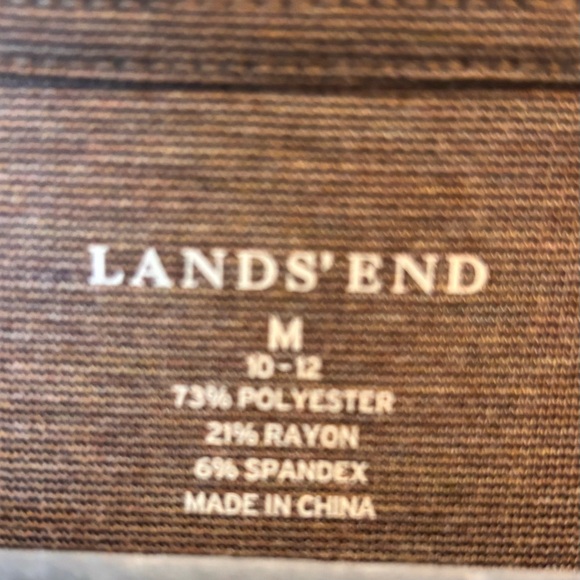 LANDS' END
M
10-12
73% POLYESTER
21% RAYON
6% SPANDEX
MADE IN CHINA